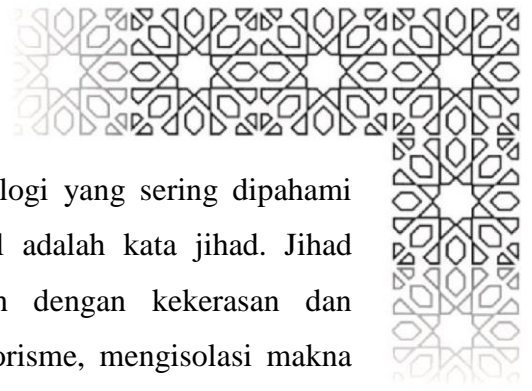 logi yang sering dipahami
l adalah kata jihad. Jihad
dengan kekerasan dan
orisme, mengisolasi makna